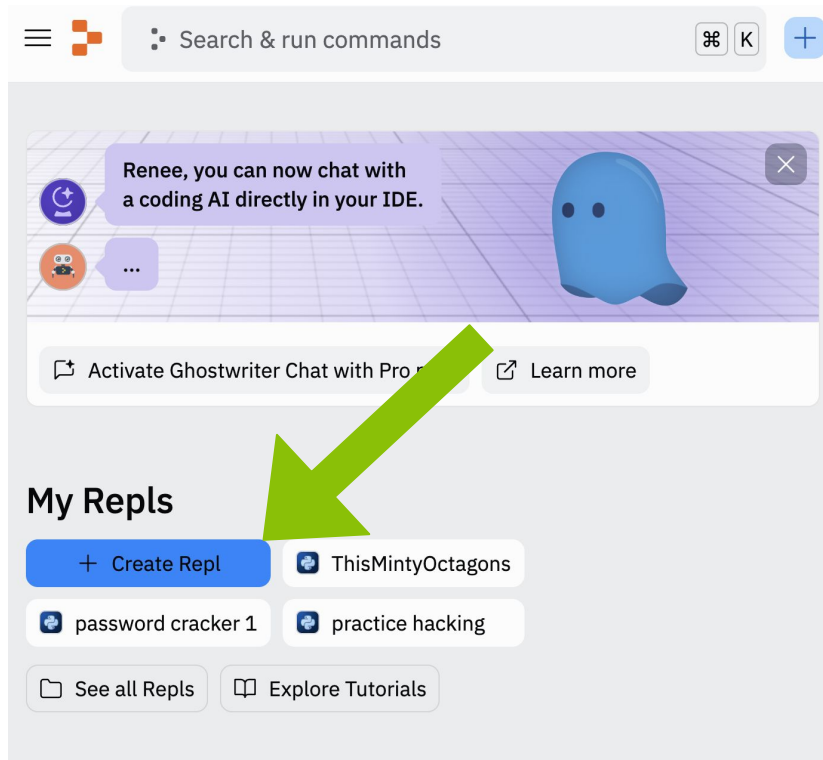 Search & run commands
⌘ K
Renee, you can now chat with
a coding AI directly in your IDE.
...
Activate Ghostwriter Chat with Pro
Learn more
My Repls
+ Create Repl
ThisMintyOctagons
password cracker 1
practice hacking
See all Repls
Explore Tutorials